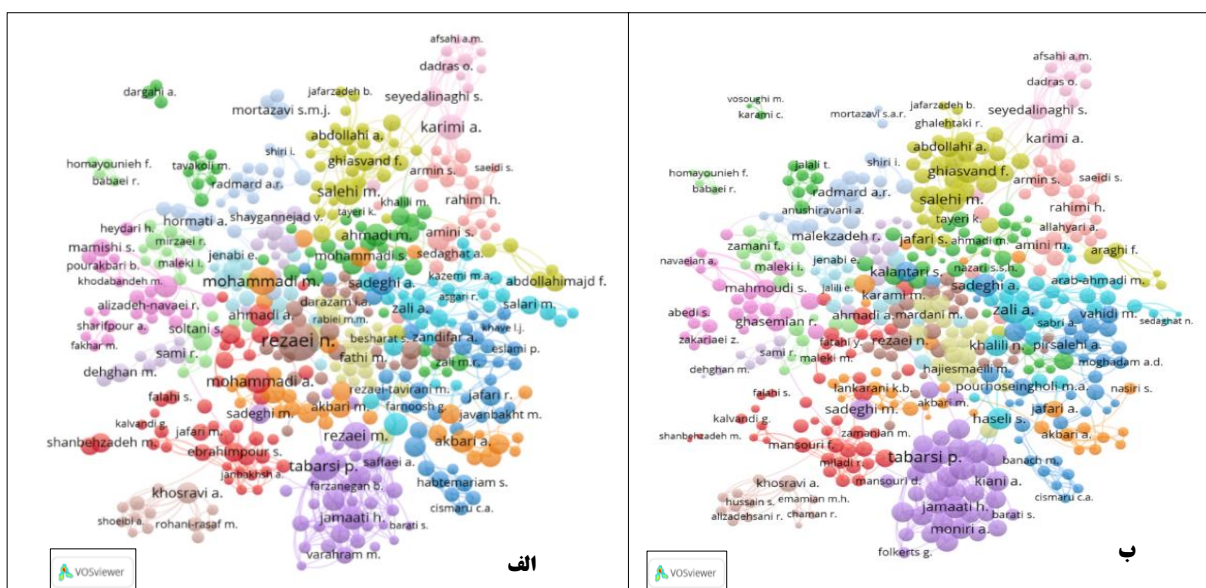 afsahi a.m.
dadras o.
dargahi a.
jafarzadeh b.
seyedalinaghi s.
mortazavi s.m.j.
karimi a.
abdollahi a.
shiri i.
homayounieh f.
tavakoli m.
ghiasvand f.
armin s.
saeidi s.
babaei r.
radmard a.r.
salehi m.
rahimi h.
khalili m.
hormati a.
shaygannejad v.
tayeri k.
heydari h.
ahmadi m.
amini s.
mirzaei r.
mamishi s.
mohammadi s.
sedaghat a.
jenabi e.
maleki i.
pourakbari b.
kazemi m.a.
abdollahimajd f.
khodabandeh m.
mohammadi m.
sadeghi a.
asgari r.
alizadeh-navaei r.
darazam i.a.
zali a.
salari m.
ahmadi a.
rabiei m.m.
sharifpour a.
soltani s.
khave l.j.
rezaei n.
besharat s.
zandifar a.
fakhar m.
eslami p.
sami r.
fathi m.
zali m.r.
dehghan m.
mohammadi a.
rezaei-tavirani m.
jafari r.
falahi s.
akbari m.
farnoosh g.
sadeghi m.
javanbakht m.
kalvandi g.
jafari m.
rezaei m.
shanbehzadeh m.
akbari a.
ebrahimpour s.
saffaei a.
tabarsi p.
janbakhsh a.
habtemariam s.
farzanegan b.
khosravi a.
cismaru c.a.
jamaati h.
shoeibi a.
rohani-rasaf m.
barati s.
varahram m.
الف
VOSviewer
afsahi a.m.
vosoughi m.
dadras o.
karami c.
jafarzadeh b.
mortazavi s.a.r.
ghalehtaki r.
seyedalinaghi s.
abdollahi a.
karimi a.
jalali t.
shiri i.
ghiasvand f.
homayounieh f.
armin s.
saeidi s.
babaei r.
radmard a.r.
salehi m.
rahimi h.
anushiravani a.
tayeri k.
allahyari a.
malekzadeh r.
jafari s.
ahmadi m.
amini m.
zamani f.
araghi f.
navaeian a.
jenabi e.
maleki i.
kalantari s.
nazari s.s.h.
arab-ahmadi m.
mahmoudi s.
jalili e.
karami m.
sadeghi a.
abedi s.
ghasemian r.
ahmadi a.
mardani m.
zali a.
vahidi m.
sabri a.
sedaghat n.
zakariaei z.
fatahi y.
rezaei n.
khalili n.
pirsalehi a.
sami r.
maleki m.
hajiesmaeili m.
moghadam a.d.
dehghan m.
lankarani k.b.
pourhoseingholi m.a.
nasiri s.
falahi s.
akbari m.
sadeghi m.
jafari a.
kalvandi g.
haseli s.
zamanian m.
shanbehzadeh m.
mansouri f.
akbari a.
miladi r.
tabarsi p.
banach m.
mansouri d.
kiani a.
khosravi a.
cismaru c.a.
hussain s.
emamian m.h.
jamaati h.
barati s.
alizadehsani r.
chaman r.
moniri a.
folkerts g.
ب
VOSviewer